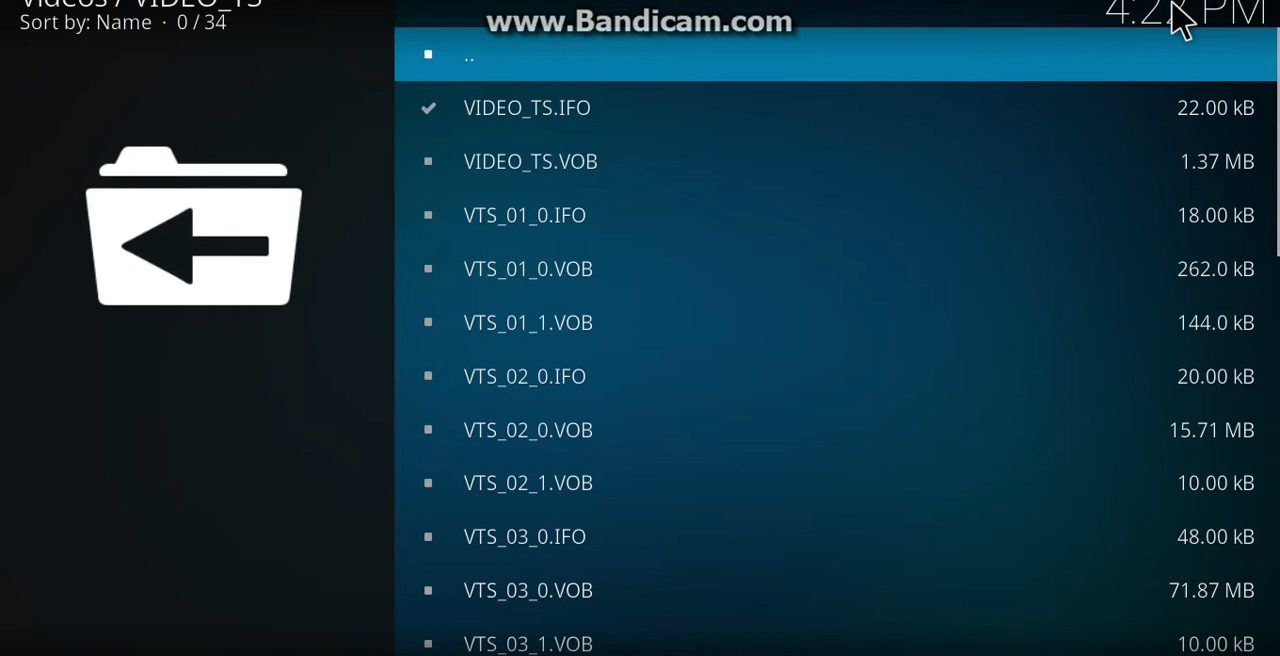 Videos / VIDEO_TS
Sort by: Name · 0 / 34
www.Bandicam.com
PM
..
VIDEO_TS.IFO 22.00 kB
VIDEO_TS.VOB 1.37 MB
VTS_01_0.IFO 18.00 kB
VTS_01_0.VOB 262.0 kB
VTS_01_1.VOB 144.0 kB
VTS_02_0.IFO 20.00 kB
VTS_02_0.VOB 15.71 MB
VTS_02_1.VOB 10.00 kB
VTS_03_0.IFO 48.00 kB
VTS_03_0.VOB 71.87 MB
VTS_03_1.VOB 10.00 kB